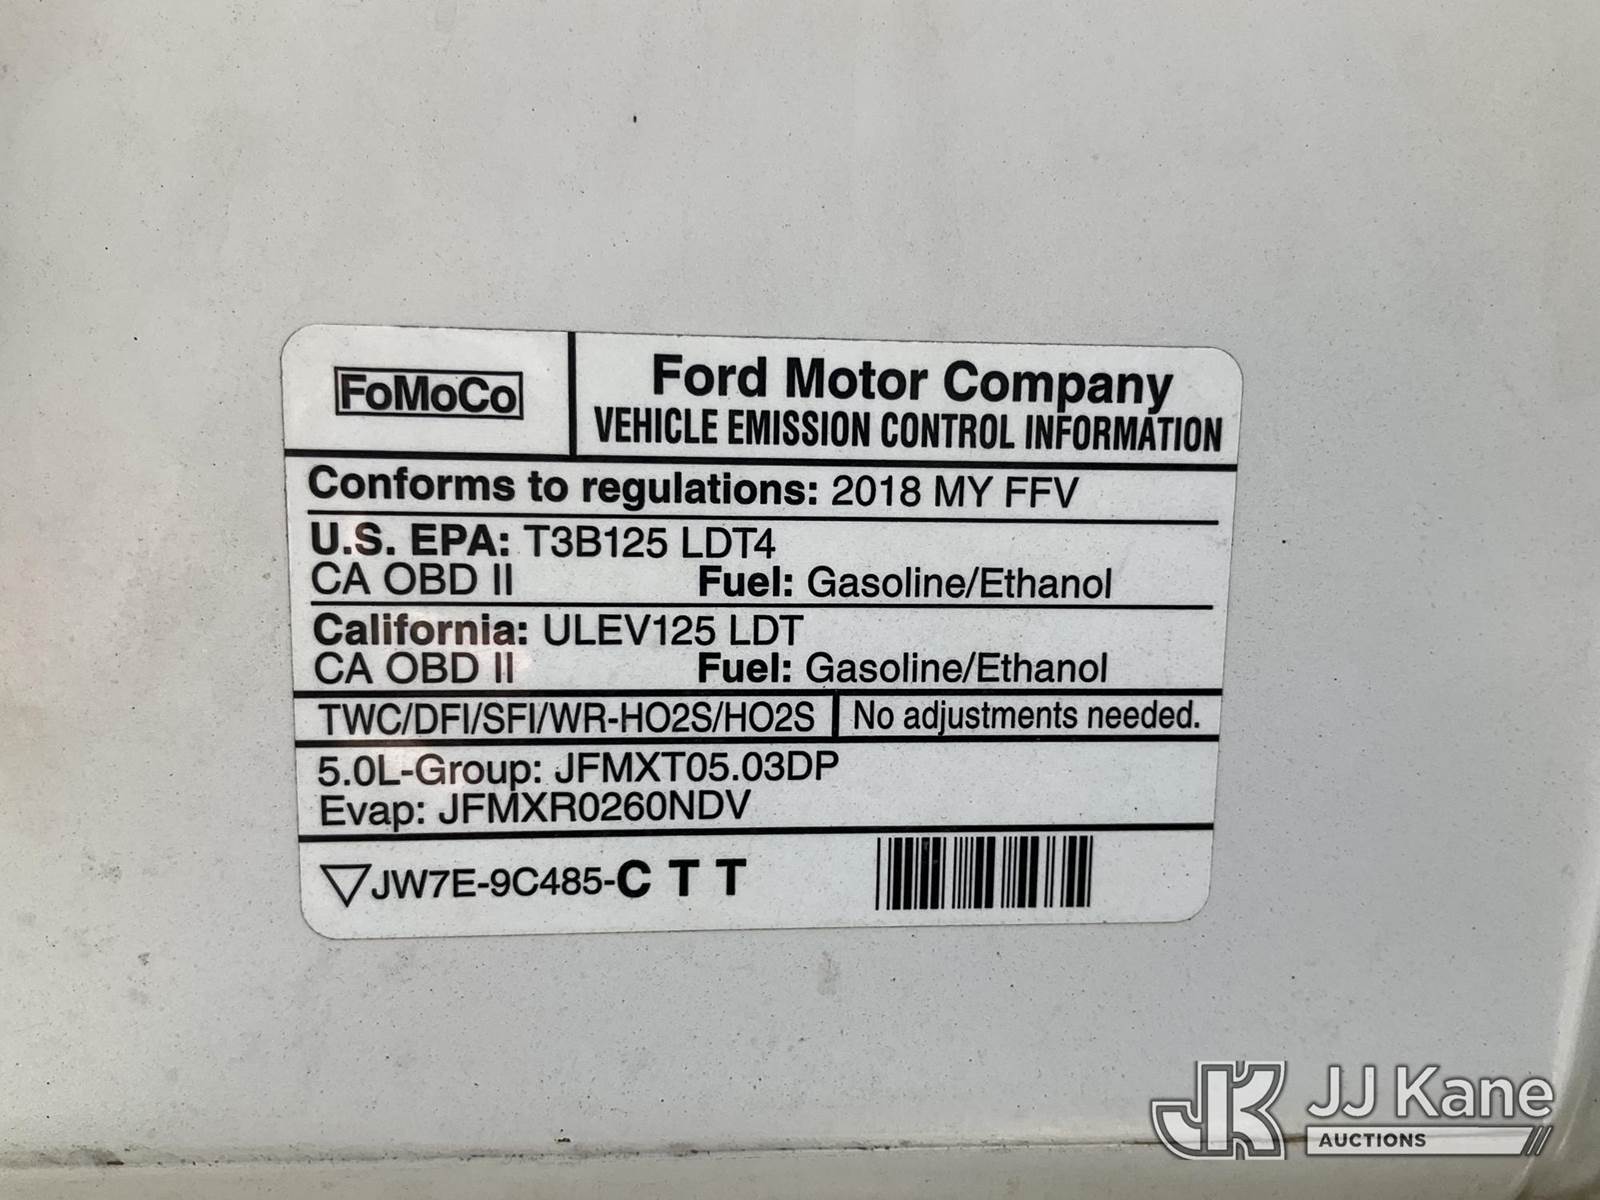 FoMoCo
Ford Motor Company
VEHICLE EMISSION CONTROL INFORMATION
Conforms to regulations: 2018 MY FFV
U.S. EPA: T3B125 LDT4
CA OBD II Fuel: Gasoline/Ethanol
California: ULEV125 LDT
CA OBD II Fuel: Gasoline/Ethanol
TWC/DFI/SFI/WR-HO2S/HO2S No adjustments needed.
5.0L-Group: JFMXT05.03DP
Evap: JFMXR0260NDV
JW7E-9C485-C T T
JK JJ Kane
AUCTIONS